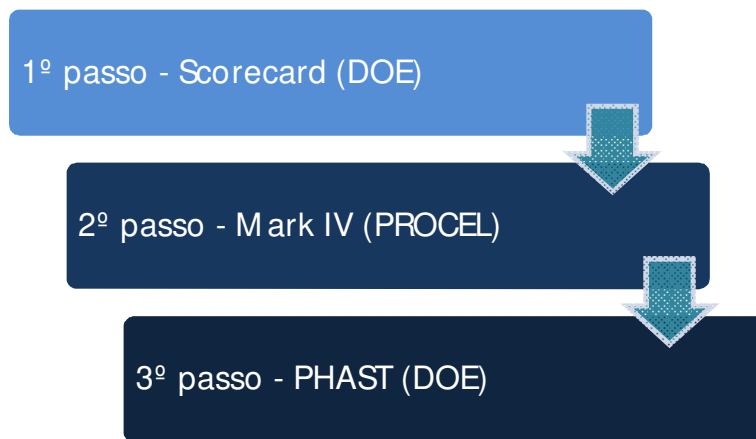 1º passo - Scorecard (DOE)
2º passo - Mark IV (PROCEL)
3º passo - PHAST (DOE)